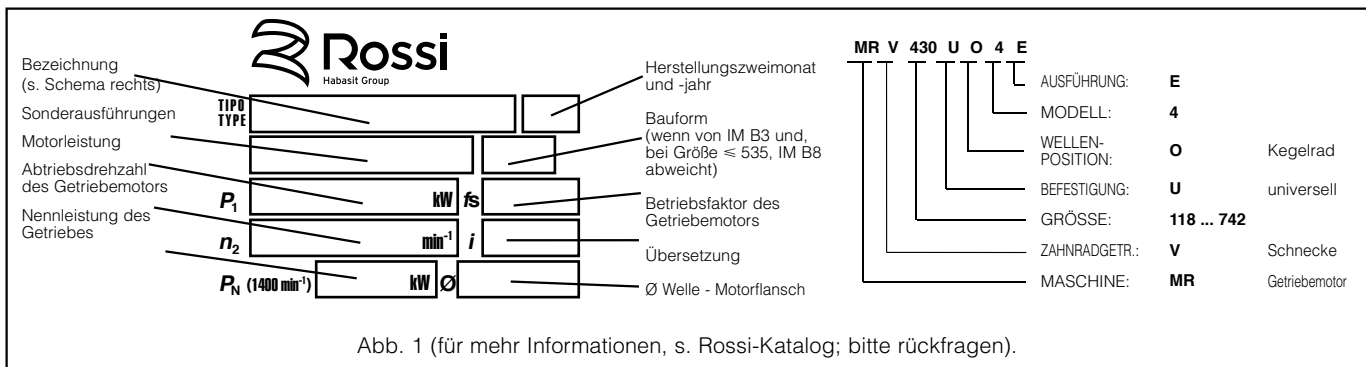 Rossi
Habasit Group
Bezeichnung
(s. Schema rechts)
Sonderausführungen
Motorleistung
Abtriebsdrehzahl
des Getriebemotors
Nennleistung des
Getriebes
TIPO
TYPE
P₁ kW fs
n₂ min⁻¹ i
P_N (1400 min⁻¹) kW Ø
Herstellungszweimonat
und -jahr
Bauform
(wenn von IM B3 und,
bei Größe ≤ 535, IM B8
abweicht)
Betriebsfaktor des
Getriebemotors
Übersetzung
Ø Welle - Motorflansch
MR V 430 U O 4 E
AUSFÜHRUNG: E
MODELL: 4
WELLEN-
POSITION: O Kegelrad
BEFESTIGUNG: U universell
GRÖSSE: 118 ... 742
ZAHNRADGETR.: V Schnecke
MASCHINE: MR Getriebemotor
Abb. 1 (für mehr Informationen, s. Rossi-Katalog; bitte rückfragen).